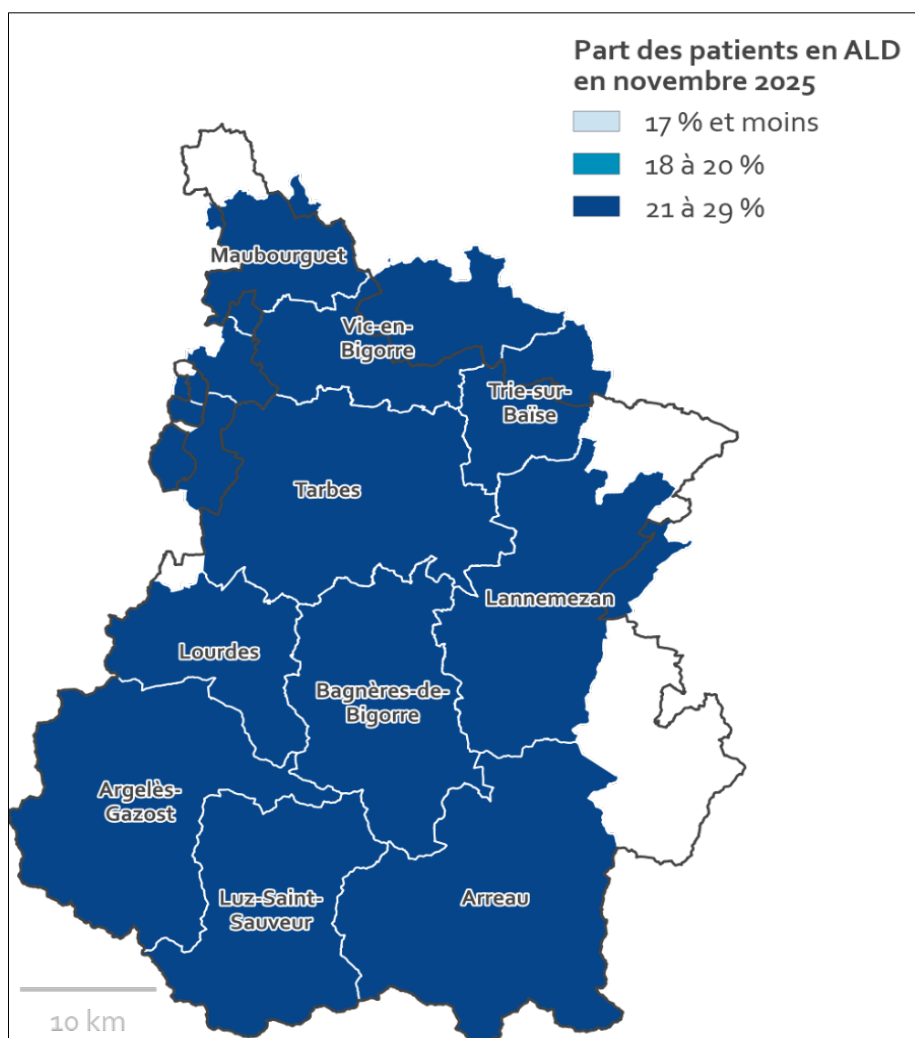 Part des patients en ALD
en novembre 2025
17 % et moins
18 à 20 %
21 à 29 %
Maubourguet
Vic-en-
Bigorre
Trie-sur-
Baïse
Tarbes
Lannemezan
Lourdes
Bagnères-de-
Bigorre
Argelès-
Gazost
Luz-Saint-
Sauveur
Arreau
10 km